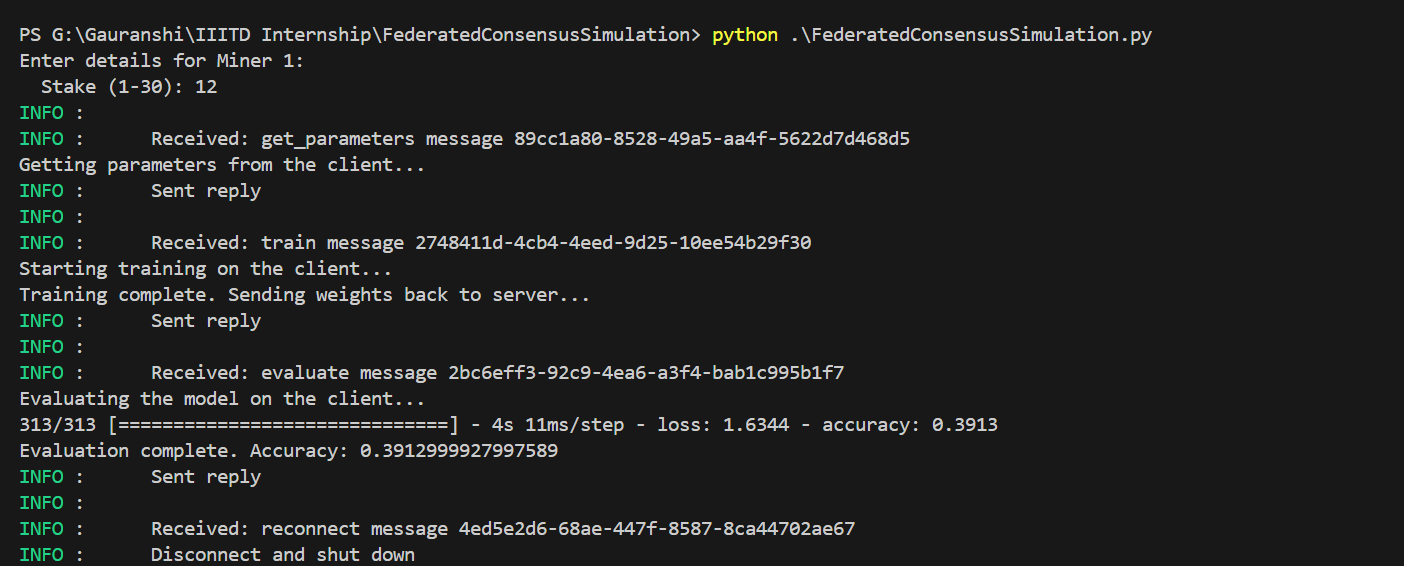 PS G:\Gauranshi\IIITD Internship\FederatedConsensusSimulation> python .\FederatedConsensusSimulation.py
Enter details for Miner 1:
  Stake (1-30): 12
INFO :
INFO :      Received: get_parameters message 89cc1a80-8528-49a5-aa4f-5622d7d468d5
Getting parameters from the client...
INFO :      Sent reply
INFO :
INFO :      Received: train message 2748411d-4cb4-4eed-9d25-10ee54b29f30
Starting training on the client...
Training complete. Sending weights back to server...
INFO :      Sent reply
INFO :
INFO :      Received: evaluate message 2bc6eff3-92c9-4ea6-a3f4-bab1c995b1f7
Evaluating the model on the client...
313/313 [==============================] - 4s 11ms/step - loss: 1.6344 - accuracy: 0.3913
Evaluation complete. Accuracy: 0.3912999927997589
INFO :      Sent reply
INFO :
INFO :      Received: reconnect message 4ed5e2d6-68ae-447f-8587-8ca44702ae67
INFO :      Disconnect and shut down